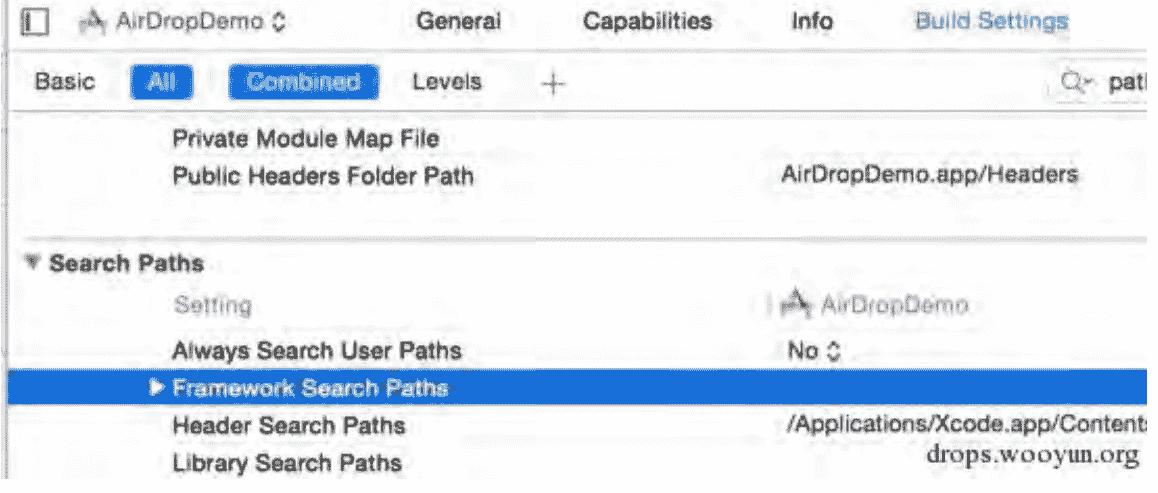 AirDropDemo General Capabilities Info Build Settings
Basic All Combined Levels + pat
Private Module Map File
Public Headers Folder Path AirDropDemo.app/Headers
Search Paths
Setting AirDropDemo
Always Search User Paths No
Framework Search Paths
Header Search Paths /Applications/Xcode.app/Contents
Library Search Paths
drops.wooyun.org